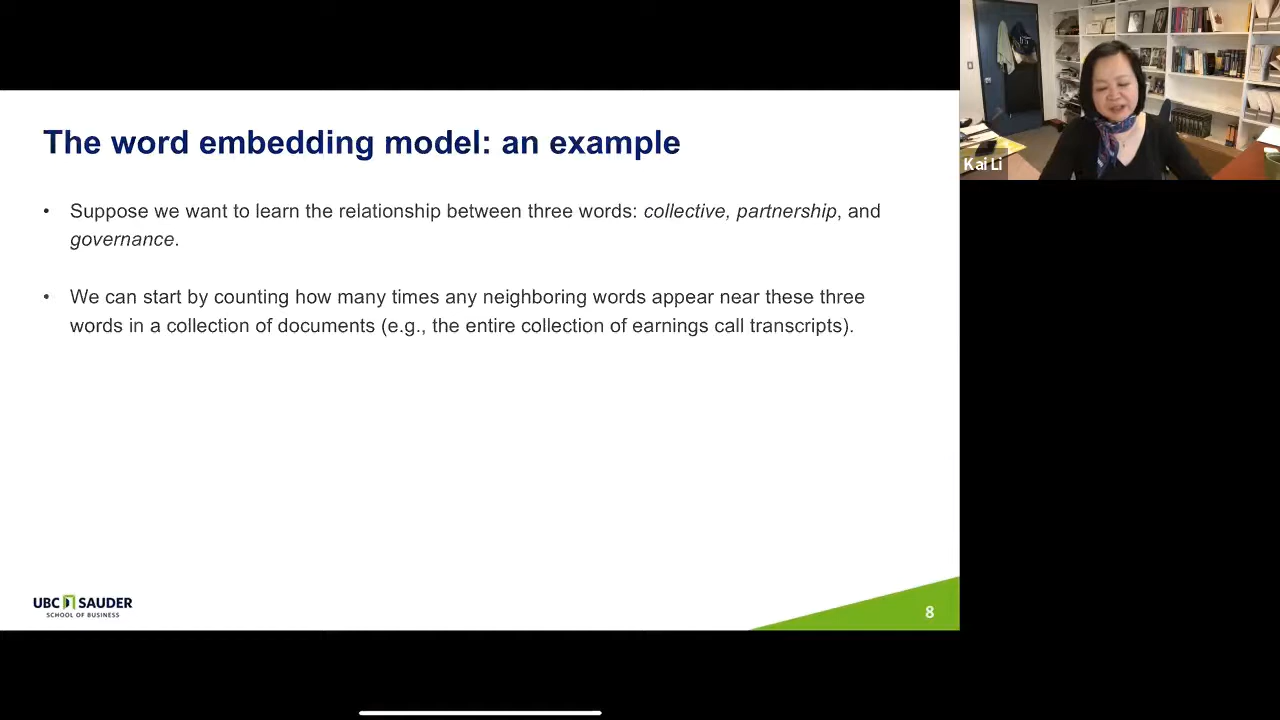 The word embedding model: an example
• Suppose we want to learn the relationship between three words: collective, partnership, and
governance.
• We can start by counting how many times any neighboring words appear near these three
words in a collection of documents (e.g., the entire collection of earnings call transcripts).
UBC SAUDER
SCHOOL OF BUSINESS
8
Kai Li